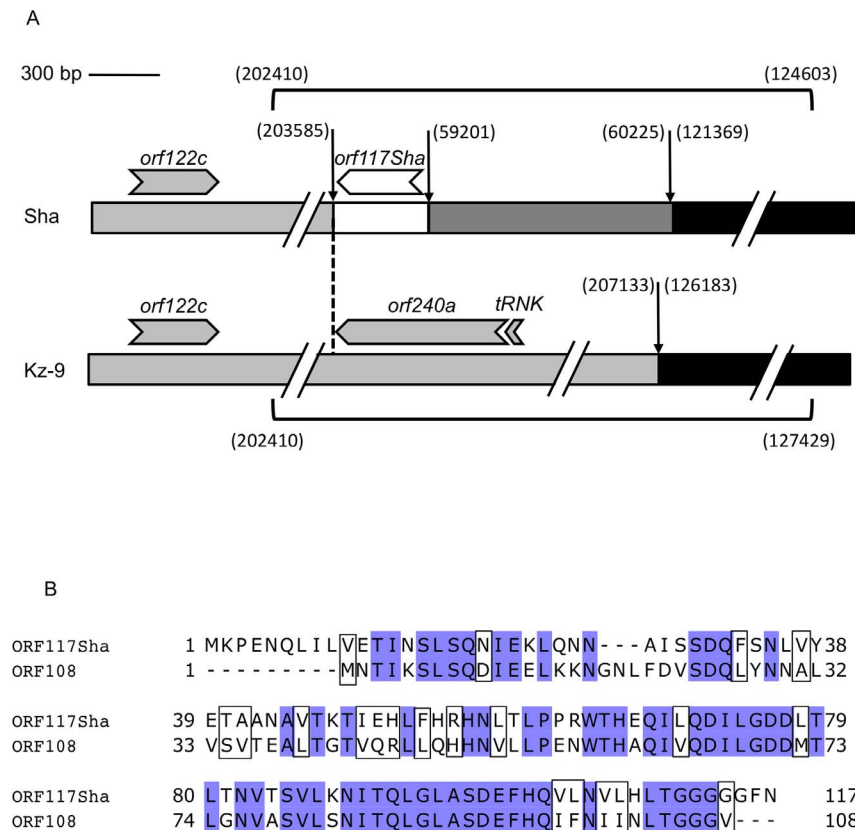 A
300 bp
(202410) (124603)
(203585) (59201) (60225) (121369)
orf122c orf117Sha
Sha
(207133) (126183)
orf122c orf240a tRNK
Kz-9
(202410) (127429)
B
ORF117Sha 1 MKPENQLILVETINSLSQNIEKLQNN---AISSDQFSNLVY38
ORF108 1 ---------MNTIKSLSQDIEELKKNGNLFDVSDQLYNNAL32
ORF117Sha 39 ETAANAVTKTIEHLFHRHNLTLPPRWTHEQILQDILGDDLT79
ORF108 33 VSVTEALTGTVQRLLQHHNVLLPENWTHAQIVQDILGDDMT73
ORF117Sha 80 LTNVTSVLKNITQLGLASDEFHQVLNVLHLTGGGGGFN 117
ORF108 74 LGNVASVLSNITQLGLASDEFHQIFNIINLTGGGV--- 108